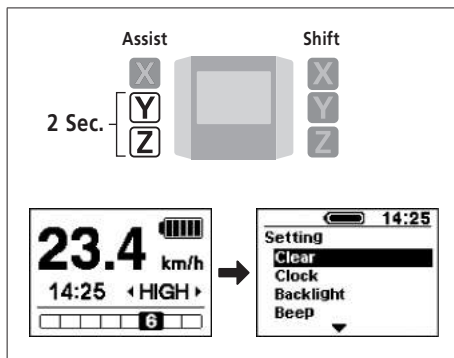 Assist Shift
X X
Y Y
2 Sec.
Z Z
23.4 km/h
14:25 HIGH
6
14:25
Setting
Clear
Clock
Backlight
Beep